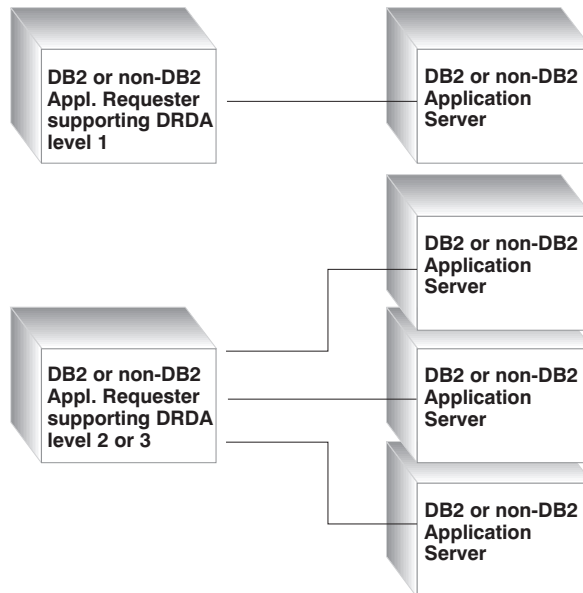 DB2 or non-DB2
Appl. Requester
supporting DRDA
level 1
DB2 or non-DB2
Application
Server
DB2 or non-DB2
Application
Server
DB2 or non-DB2
Appl. Requester
supporting DRDA
level 2 or 3
DB2 or non-DB2
Application
Server
DB2 or non-DB2
Application
Server